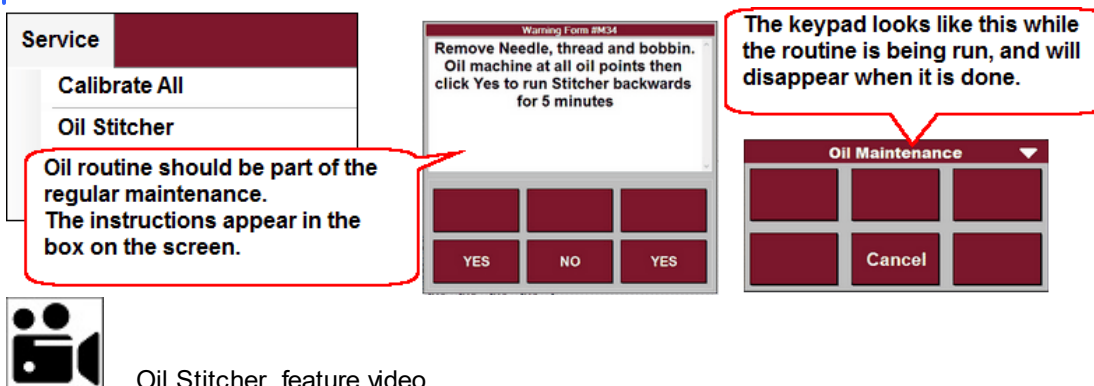 Service
Calibrate All
Oil Stitcher
Oil routine should be part of the
regular maintenance.
The instructions appear in the
box on the screen.
Warning Form #M34
Remove Needle, thread and bobbin.
Oil machine at all oil points then
click Yes to run Stitcher backwards
for 5 minutes
YES NO YES
The keypad looks like this while
the routine is being run, and will
disappear when it is done.
Oil Maintenance
Cancel
Oil Stitcher feature video